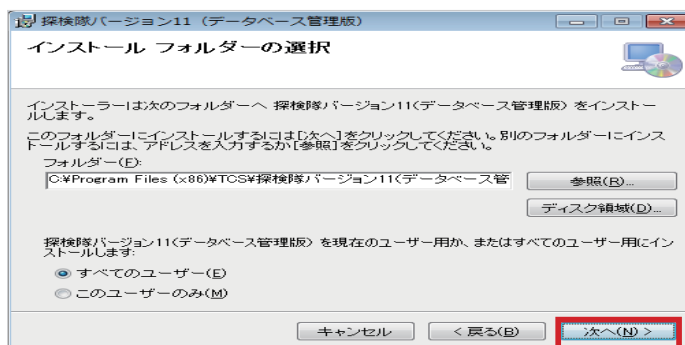 探検隊バージョン11（データベース管理版）
インストール フォルダーの選択
インストーラーは次のフォルダーへ 探検隊バージョン11（データベース管理版） をインストー
ルします。
このフォルダーにインストールするには[次へ]をクリックしてください。別のフォルダーにインス
トールするには、アドレスを入力するか[参照]をクリックしてください。
フォルダー(F):
C:¥Program Files (x86)¥TCS¥探検隊バージョン11（データベース管
参照(R)...
ディスク領域(D)...
探検隊バージョン11（データベース管理版） を現在のユーザー用か、またはすべてのユーザー用にイン
ストールします:
すべてのユーザー(E)
このユーザーのみ(M)
キャンセル
< 戻る(B)
次へ(N) >